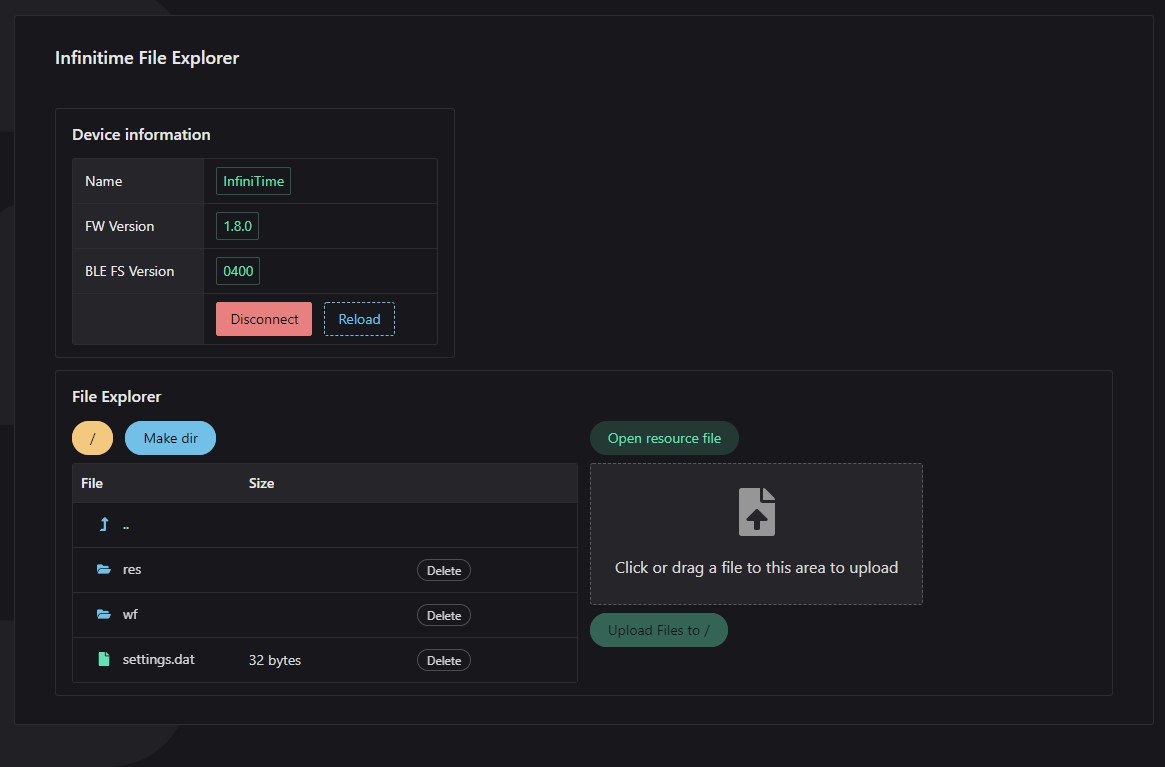 Infinitime File Explorer
Device information
Name InfiniTime
FW Version 1.8.0
BLE FS Version 0400
Disconnect Reload
File Explorer
/ Make dir
Open resource file
File Size
..
res Delete
wf Delete
settings.dat 32 bytes Delete
Click or drag a file to this area to upload
Upload Files to /